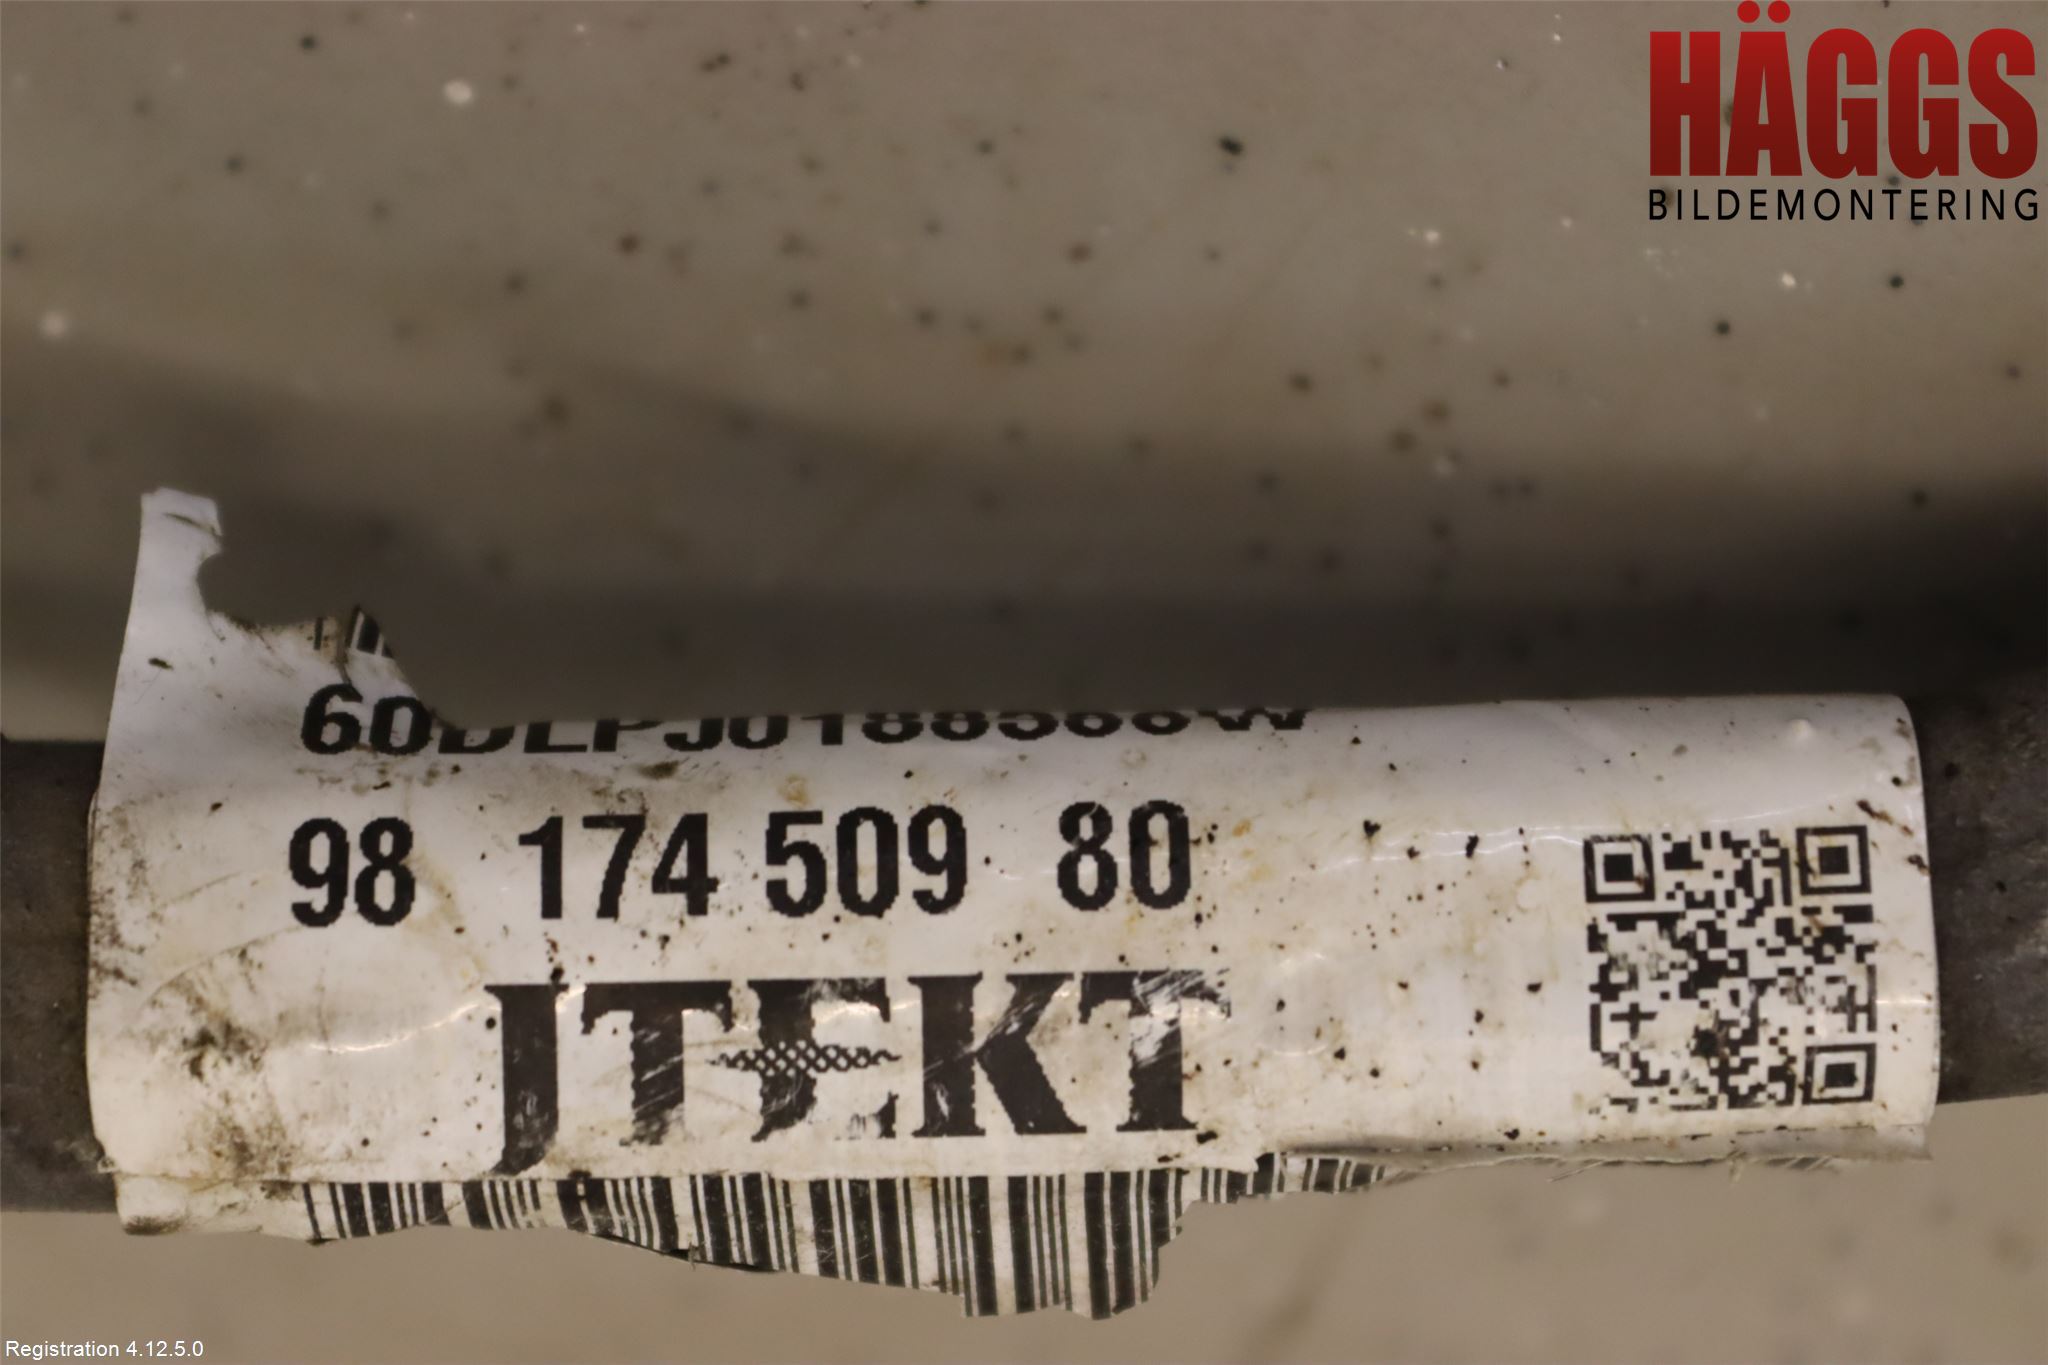 HÄGGS
BILDEMONTERING
98 174 509 80
JTEKT
Registration 4.12.5.0